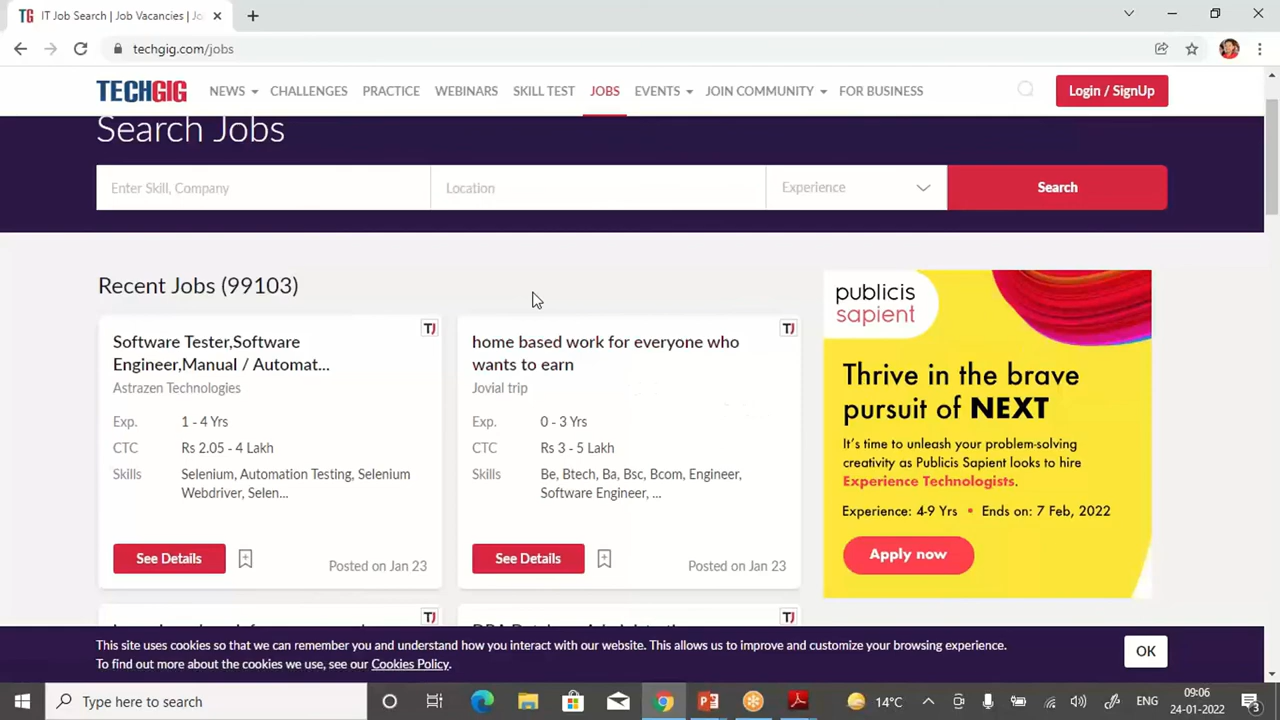 IT Job Search | Job Vacancies | Jo
techgig.com/jobs
TECHGIG NEWS CHALLENGES PRACTICE WEBINARS SKILL TEST JOBS EVENTS JOIN COMMUNITY FOR BUSINESS Login / SignUp
Search Jobs
Enter Skill, Company Location Experience Search
Recent Jobs (99103)
Software Tester,Software
Engineer,Manual / Automat...
Astrazen Technologies
Exp. 1 - 4 Yrs
CTC Rs 2.05 - 4 Lakh
Skills Selenium, Automation Testing, Selenium
Webdriver, Selen...
See Details Posted on Jan 23
TJ
home based work for everyone who
wants to earn
Jovial trip
Exp. 0 - 3 Yrs
CTC Rs 3 - 5 Lakh
Skills Be, Btech, Ba, Bsc, Bcom, Engineer,
Software Engineer, ...
See Details Posted on Jan 23
TJ
publicis
sapient
Thrive in the brave
pursuit of NEXT
It's time to unleash your problem-solving
creativity as Publicis Sapient looks to hire
Experience Technologists.
Experience: 4-9 Yrs • Ends on: 7 Feb, 2022
Apply now
TJ
TJ
This site uses cookies so that we can remember you and understand how you interact with our website. This allows us to improve and customize your browsing experience.
To find out more about the cookies we use, see our Cookies Policy.
OK
Type here to search
14°C
ENG
09:06
24-01-2022
3